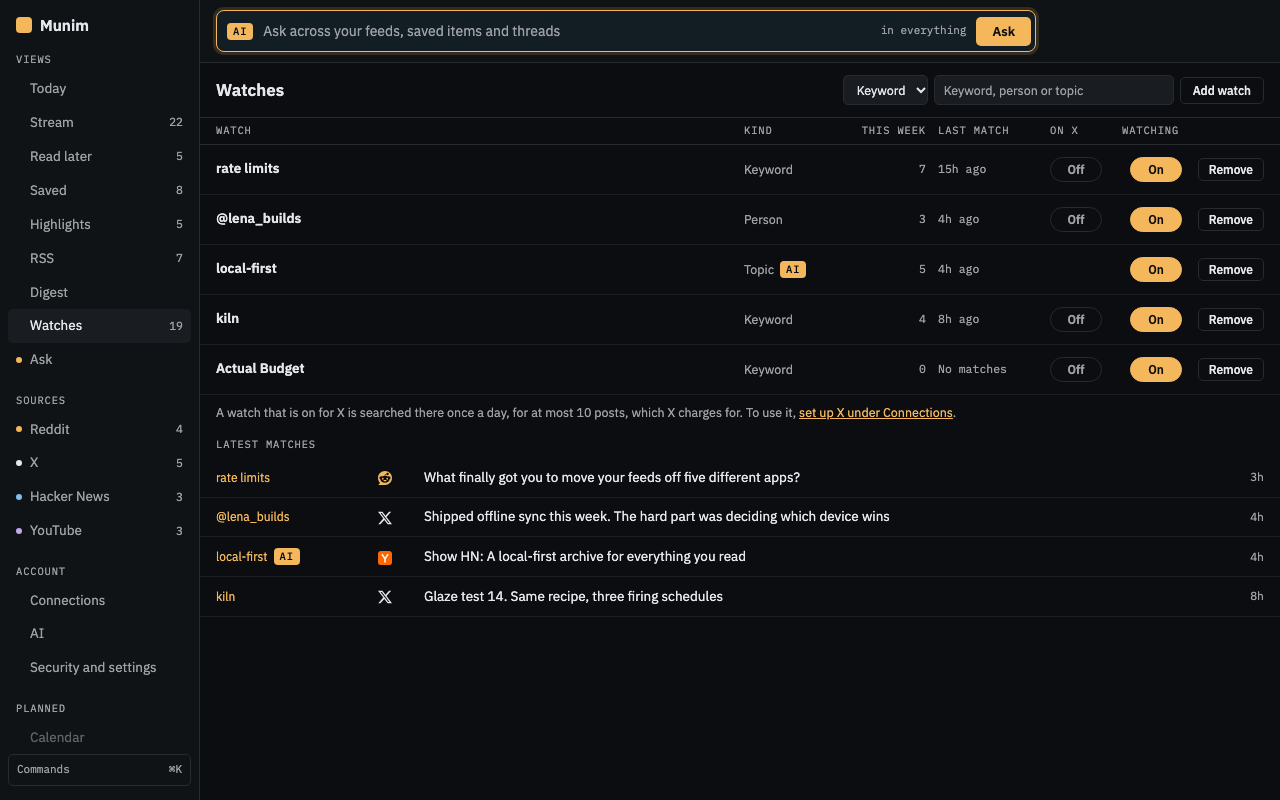 Munim
VIEWS
Today
Stream 22
Read later 5
Saved 8
Highlights 5
RSS 7
Digest
Watches 19
Ask
SOURCES
Reddit 4
X 5
Hacker News 3
YouTube 3
ACCOUNT
Connections
AI
Security and settings
PLANNED
Calendar
Commands ⌘K
AI Ask across your feeds, saved items and threads in everything Ask
Watches Keyword Keyword, person or topic Add watch
WATCH KIND THIS WEEK LAST MATCH ON X WATCHING
rate limits Keyword 7 15h ago Off On Remove
@lena_builds Person 3 4h ago Off On Remove
local-first Topic AI 5 4h ago On Remove
kiln Keyword 4 8h ago Off On Remove
Actual Budget Keyword 0 No matches Off On Remove
A watch that is on for X is searched there once a day, for at most 10 posts, which X charges for. To use it, set up X under Connections.
LATEST MATCHES
rate limits What finally got you to move your feeds off five different apps? 3h
@lena_builds Shipped offline sync this week. The hard part was deciding which device wins 4h
local-first AI Y Show HN: A local-first archive for everything you read 4h
kiln Glaze test 14. Same recipe, three firing schedules 8h